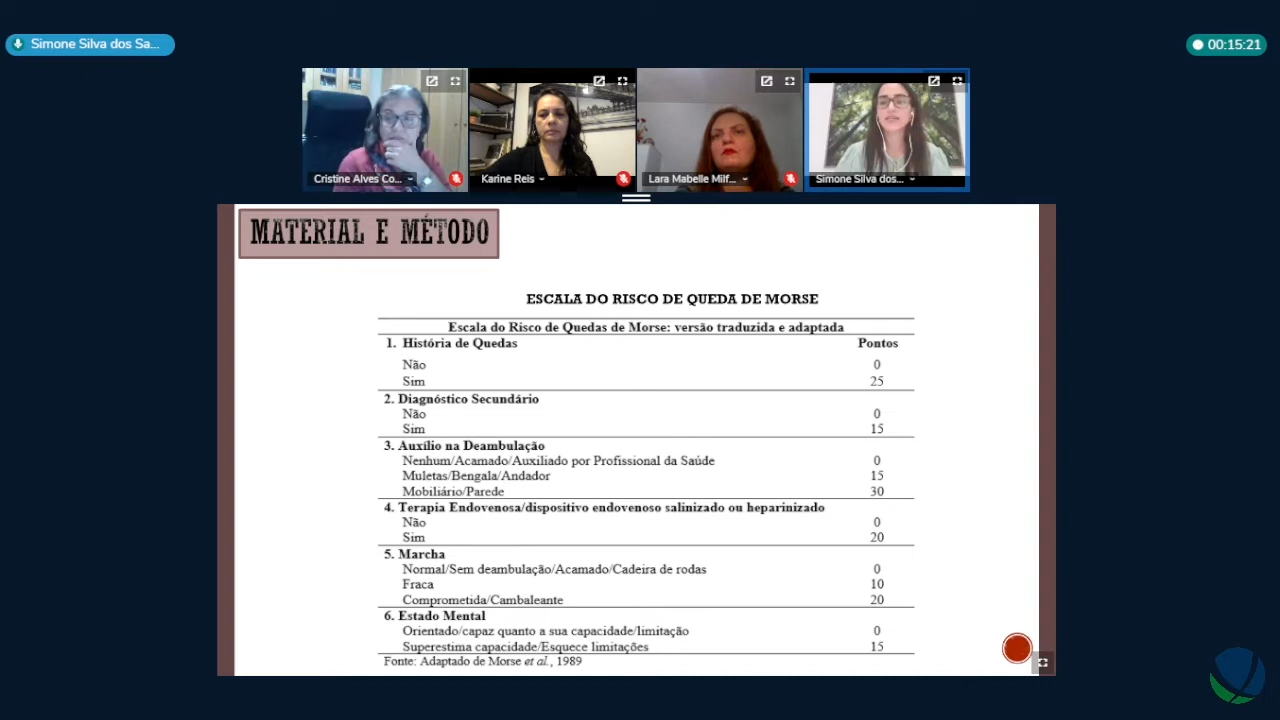 Simone Silva dos Sa...
00:15:21
Cristine Alves Co...
Karine Reis
Lara Mabelle Milf...
Simone Silva dos...
MATERIAL E MÉTODO
ESCALA DO RISCO DE QUEDA DE MORSE
Escala do Risco de Quedas de Morse: versão traduzida e adaptada
1. História de Quedas Pontos
Não 0
Sim 25
2. Diagnóstico Secundário
Não 0
Sim 15
3. Auxílio na Deambulação
Nenhum/Acamado/Auxiliado por Profissional da Saúde 0
Muletas/Bengala/Andador 15
Mobiliário/Parede 30
4. Terapia Endovenosa/dispositivo endovenoso salinizado ou heparinizado
Não 0
Sim 20
5. Marcha
Normal/Sem deambulação/Acamado/Cadeira de rodas 0
Fraca 10
Comprometida/Cambaleante 20
6. Estado Mental
Orientado/capaz quanto a sua capacidade/limitação 0
Superestima capacidade/Esquece limitações 15
Fonte: Adaptado de Morse et al., 1989